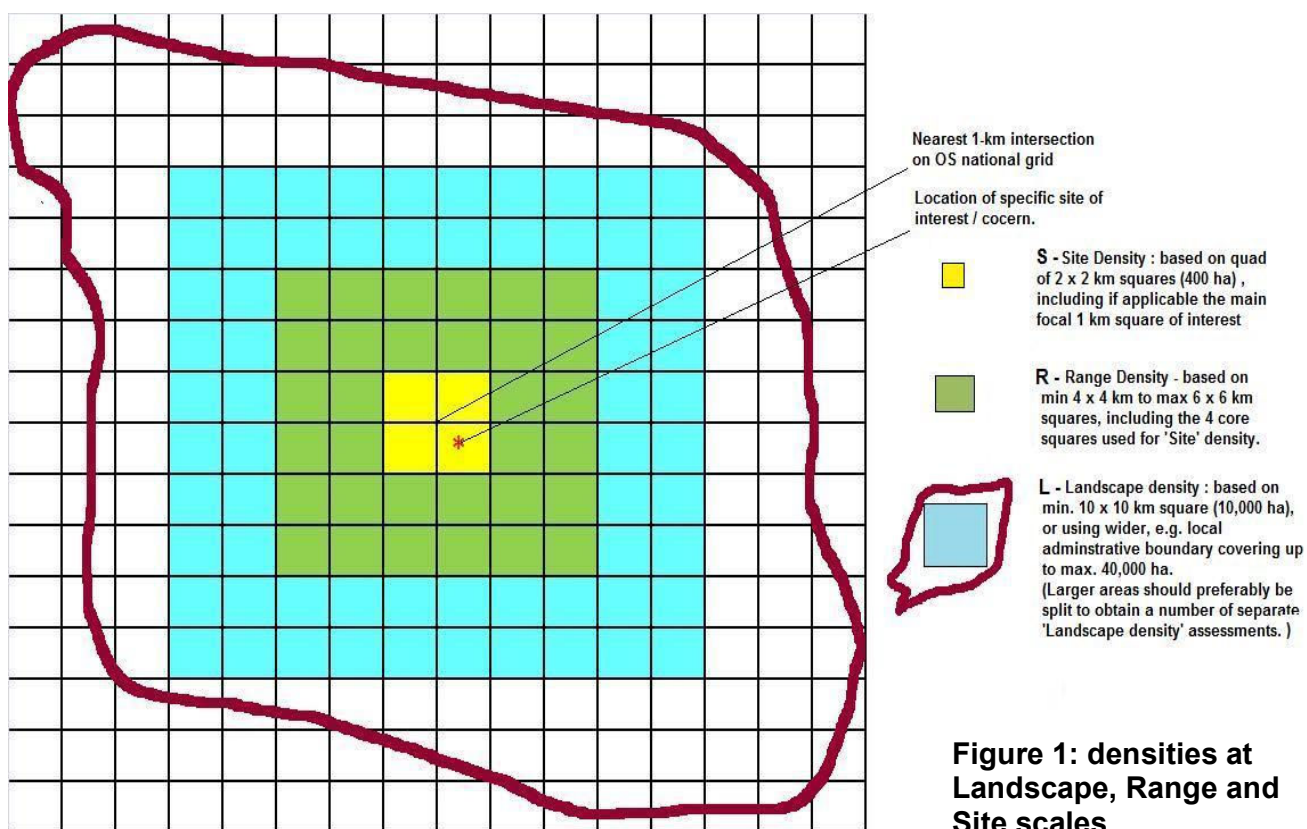 Nearest 1-km intersection
on OS national grid
Location of specific site of
interest / cocern.
S - Site Density : based on quad
of 2 x 2 km squares (400 ha) ,
including if applicable the main
focal 1 km square of interest
R - Range Density - based on
min 4 x 4 km to max 6 x 6 km
squares, including the 4 core
squares used for 'Site' density.
L - Landscape density : based on
min. 10 x 10 km square (10,000 ha),
or using wider, e.g. local
adminstrative boundary covering up
to max. 40,000 ha.
(Larger areas should preferably be
split to obtain a number of separate
'Landscape density' assessments. )
Figure 1: densities at
Landscape, Range and
Site scales